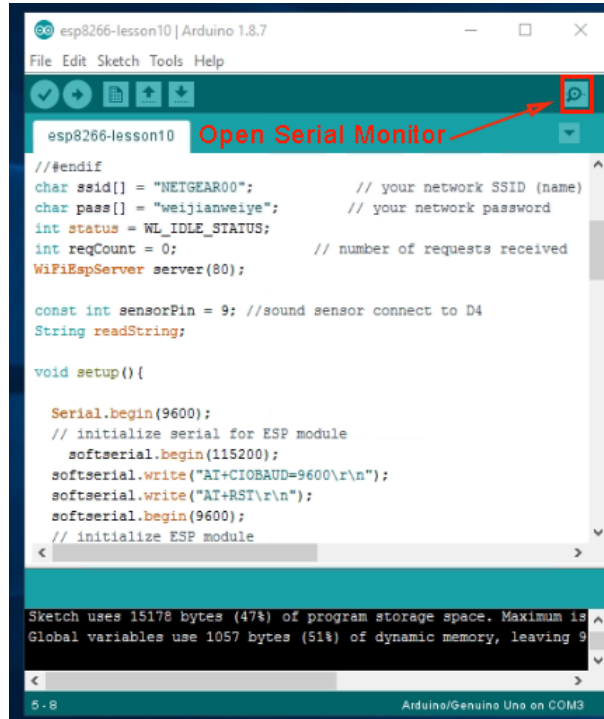 esp8266-lesson10 | Arduino 1.8.7
File Edit Sketch Tools Help
esp8266-lesson10
Open Serial Monitor
//#endif
char ssid[] = "NETGEAR00"; // your network SSID (name)
char pass[] = "weijianweiye"; // your network password
int status = WL_IDLE_STATUS;
int reqCount = 0; // number of requests received
WiFiEspServer server(80);
const int sensorPin = 9; //sound sensor connect to D4
String readString;
void setup(){
Serial.begin(9600);
// initialize serial for ESP module
softserial.begin(115200);
softserial.write("AT+CIOBAUD=9600\r\n");
softserial.write("AT+RST\r\n");
softserial.begin(9600);
// initialize ESP module
Sketch uses 15178 bytes (47%) of program storage space. Maximum is
Global variables use 1057 bytes (51%) of dynamic memory, leaving 9
5 - 8 Arduino/Genuino Uno on COM3